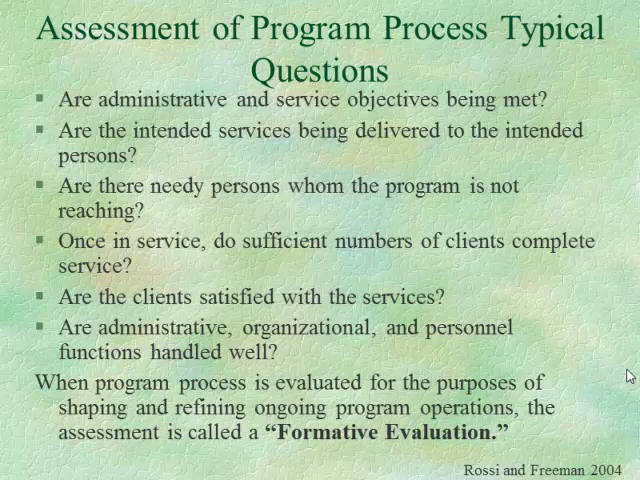 Assessment of Program Process Typical
Questions
▪ Are administrative and service objectives being met?
▪ Are the intended services being delivered to the intended
persons?
▪ Are there needy persons whom the program is not
reaching?
▪ Once in service, do sufficient numbers of clients complete
service?
▪ Are the clients satisfied with the services?
▪ Are administrative, organizational, and personnel
functions handled well?
When program process is evaluated for the purposes of
shaping and refining ongoing program operations, the
assessment is called a “Formative Evaluation.”
Rossi and Freeman 2004